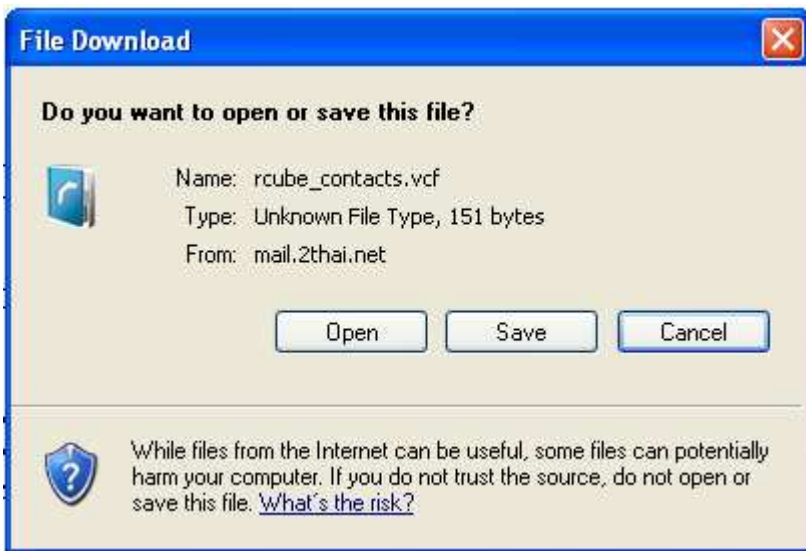 File Download
Do you want to open or save this file?
Name: rcube_contacts.vcf
Type: Unknown File Type, 151 bytes
From: mail.2thai.net
Open Save Cancel
While files from the Internet can be useful, some files can potentially
harm your computer. If you do not trust the source, do not open or
save this file. What's the risk?